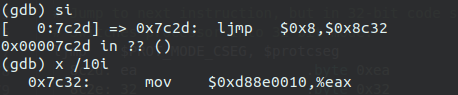 (gdb) si
[   0:7c2d] => 0x7c2d:  ljmp   $0x8,$0x8c32
0x00007c2d in ?? ()
(gdb) x /10i
   0x7c32:      mov    $0xd88e0010,%eax